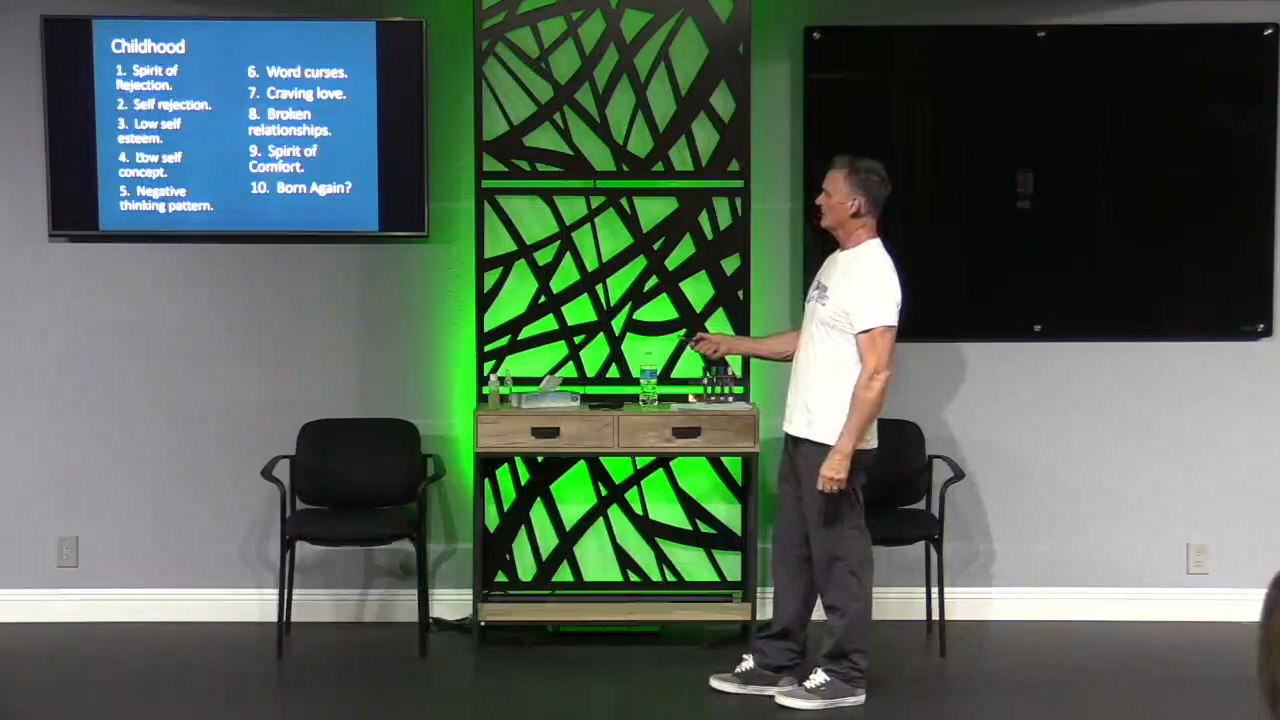 Childhood
1. Spirit of
Rejection.
2. Self rejection.
3. Low self
esteem.
4. Low self
concept.
5. Negative
thinking pattern.
6. Word curses.
7. Craving love.
8. Broken
relationships.
9. Spirit of
Comfort.
10. Born Again?